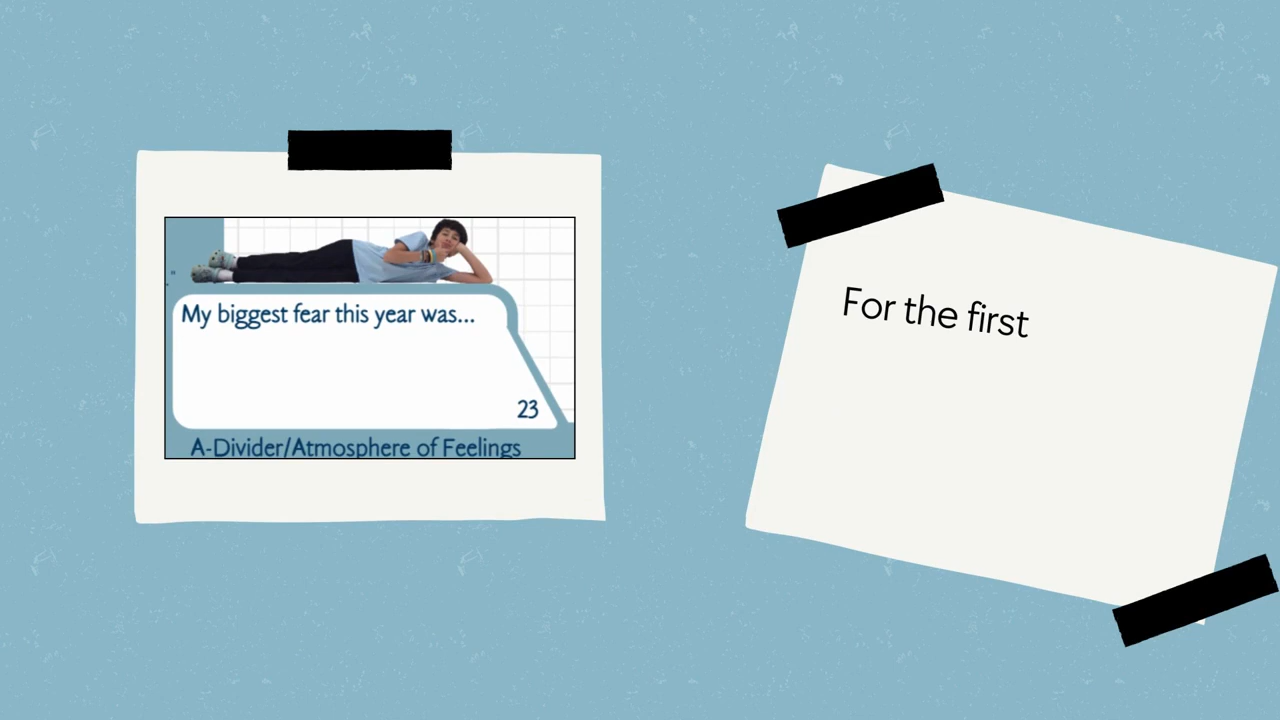 My biggest fear this year was...
23
A-Divider/Atmosphere of Feelings
For the first